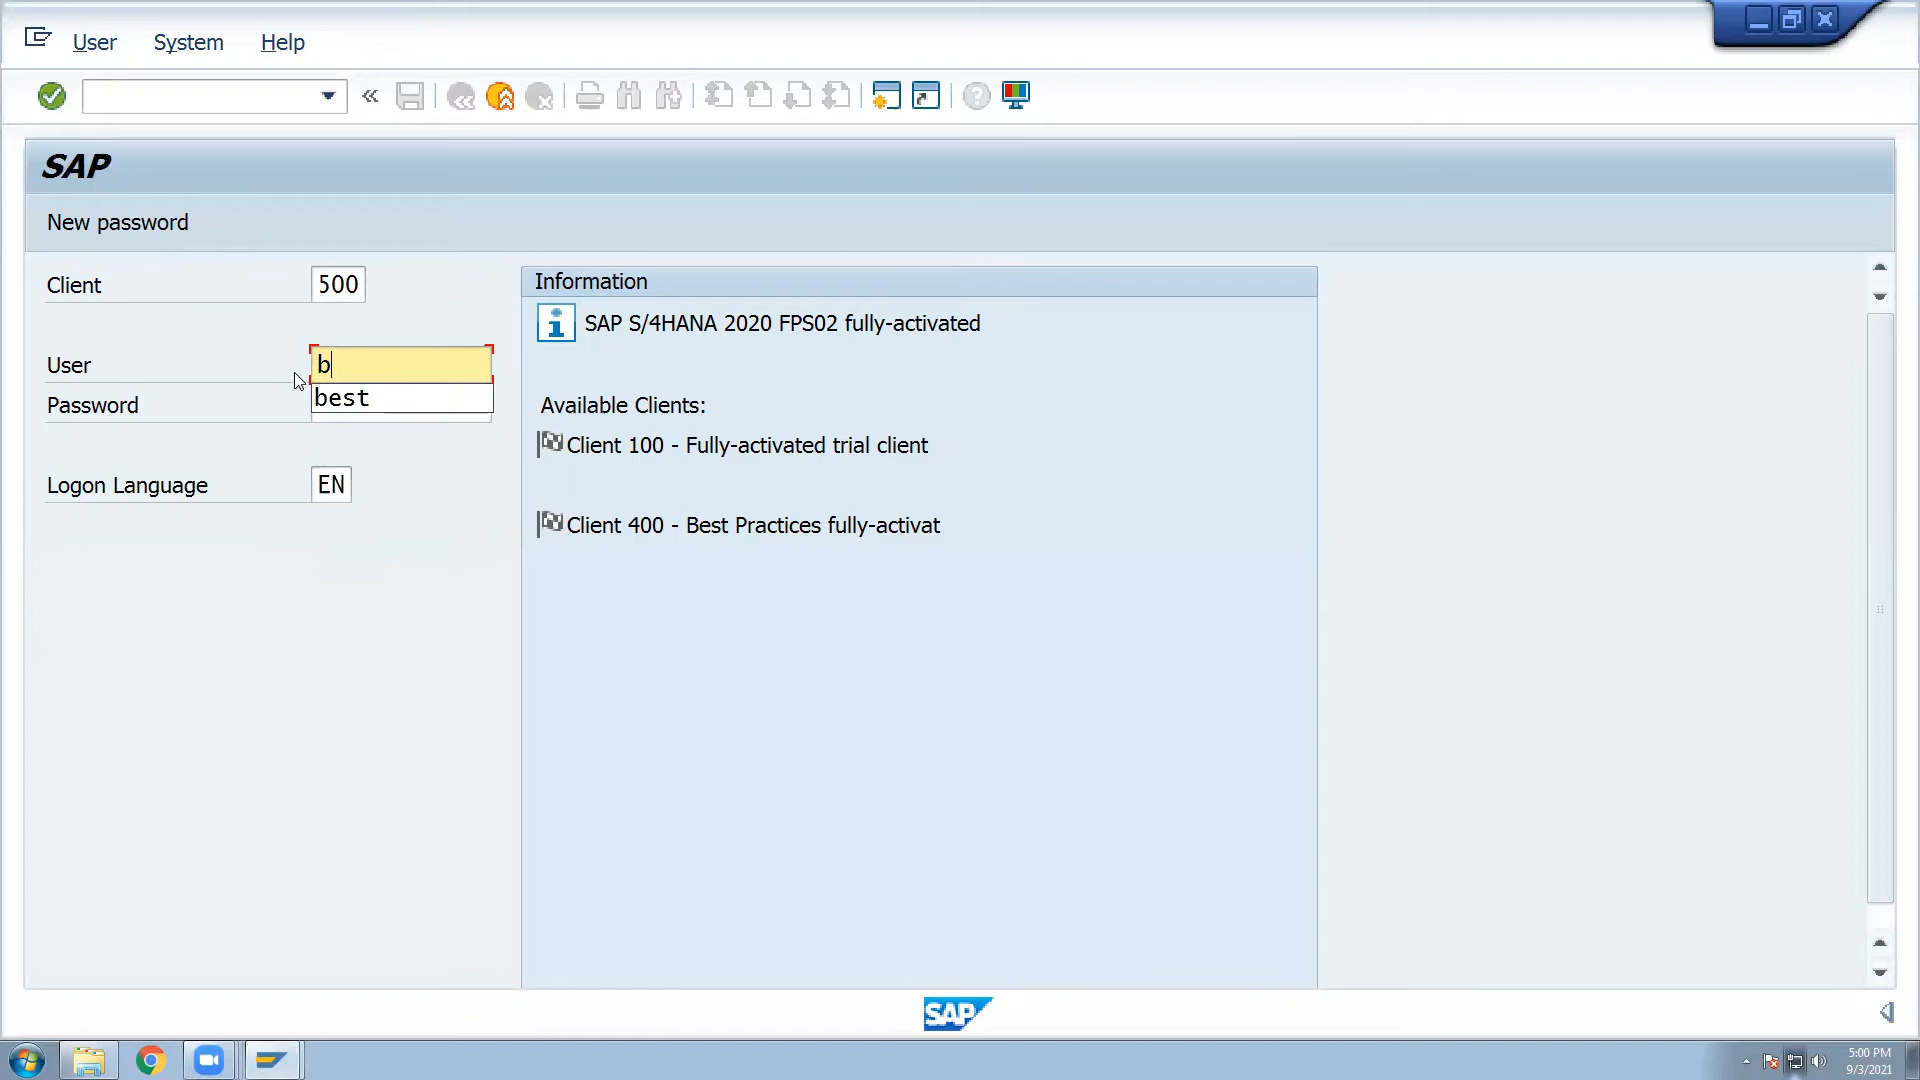 User System Help
SAP
New password
Client 500
Information
SAP S/4HANA 2020 FPS02 fully-activated
User b
best
Password
Available Clients:
Client 100 - Fully-activated trial client
Logon Language EN
Client 400 - Best Practices fully-activat
SAP
5:00 PM
9/3/2021